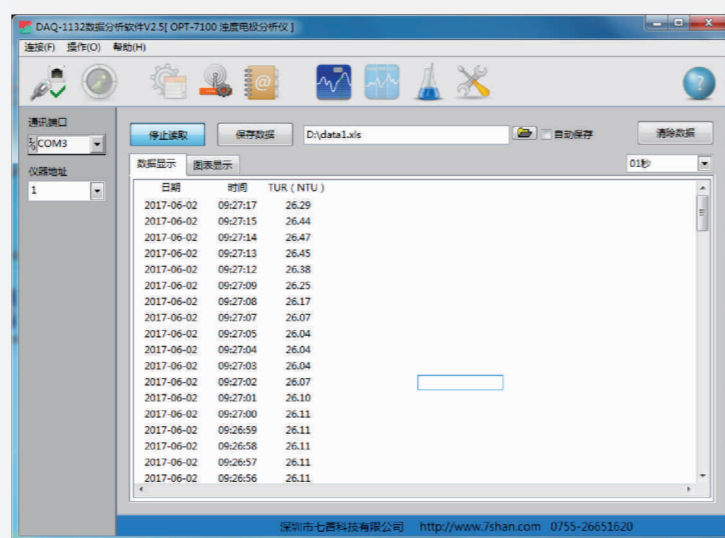 DAQ-1132数据分析软件V2.5[ OPT-7100 浊度电极分析仪 ]
连接(F) 操作(O) 帮助(H)
通讯端口
COM3
仪器地址
1
停止读取 保存数据 D:\data1.xls 自动保存 清除数据
数据显示 图表显示 01秒
日期 时间 TUR ( NTU )
2017-06-02 09:27:17 26.29
2017-06-02 09:27:15 26.44
2017-06-02 09:27:14 26.47
2017-06-02 09:27:13 26.45
2017-06-02 09:27:12 26.38
2017-06-02 09:27:09 26.25
2017-06-02 09:27:08 26.17
2017-06-02 09:27:07 26.07
2017-06-02 09:27:05 26.04
2017-06-02 09:27:04 26.04
2017-06-02 09:27:03 26.04
2017-06-02 09:27:02 26.07
2017-06-02 09:27:01 26.10
2017-06-02 09:27:00 26.11
2017-06-02 09:26:59 26.11
2017-06-02 09:26:58 26.11
2017-06-02 09:26:57 26.11
2017-06-02 09:26:56 26.11
深圳市七善科技有限公司 http://www.7shan.com 0755-26651620